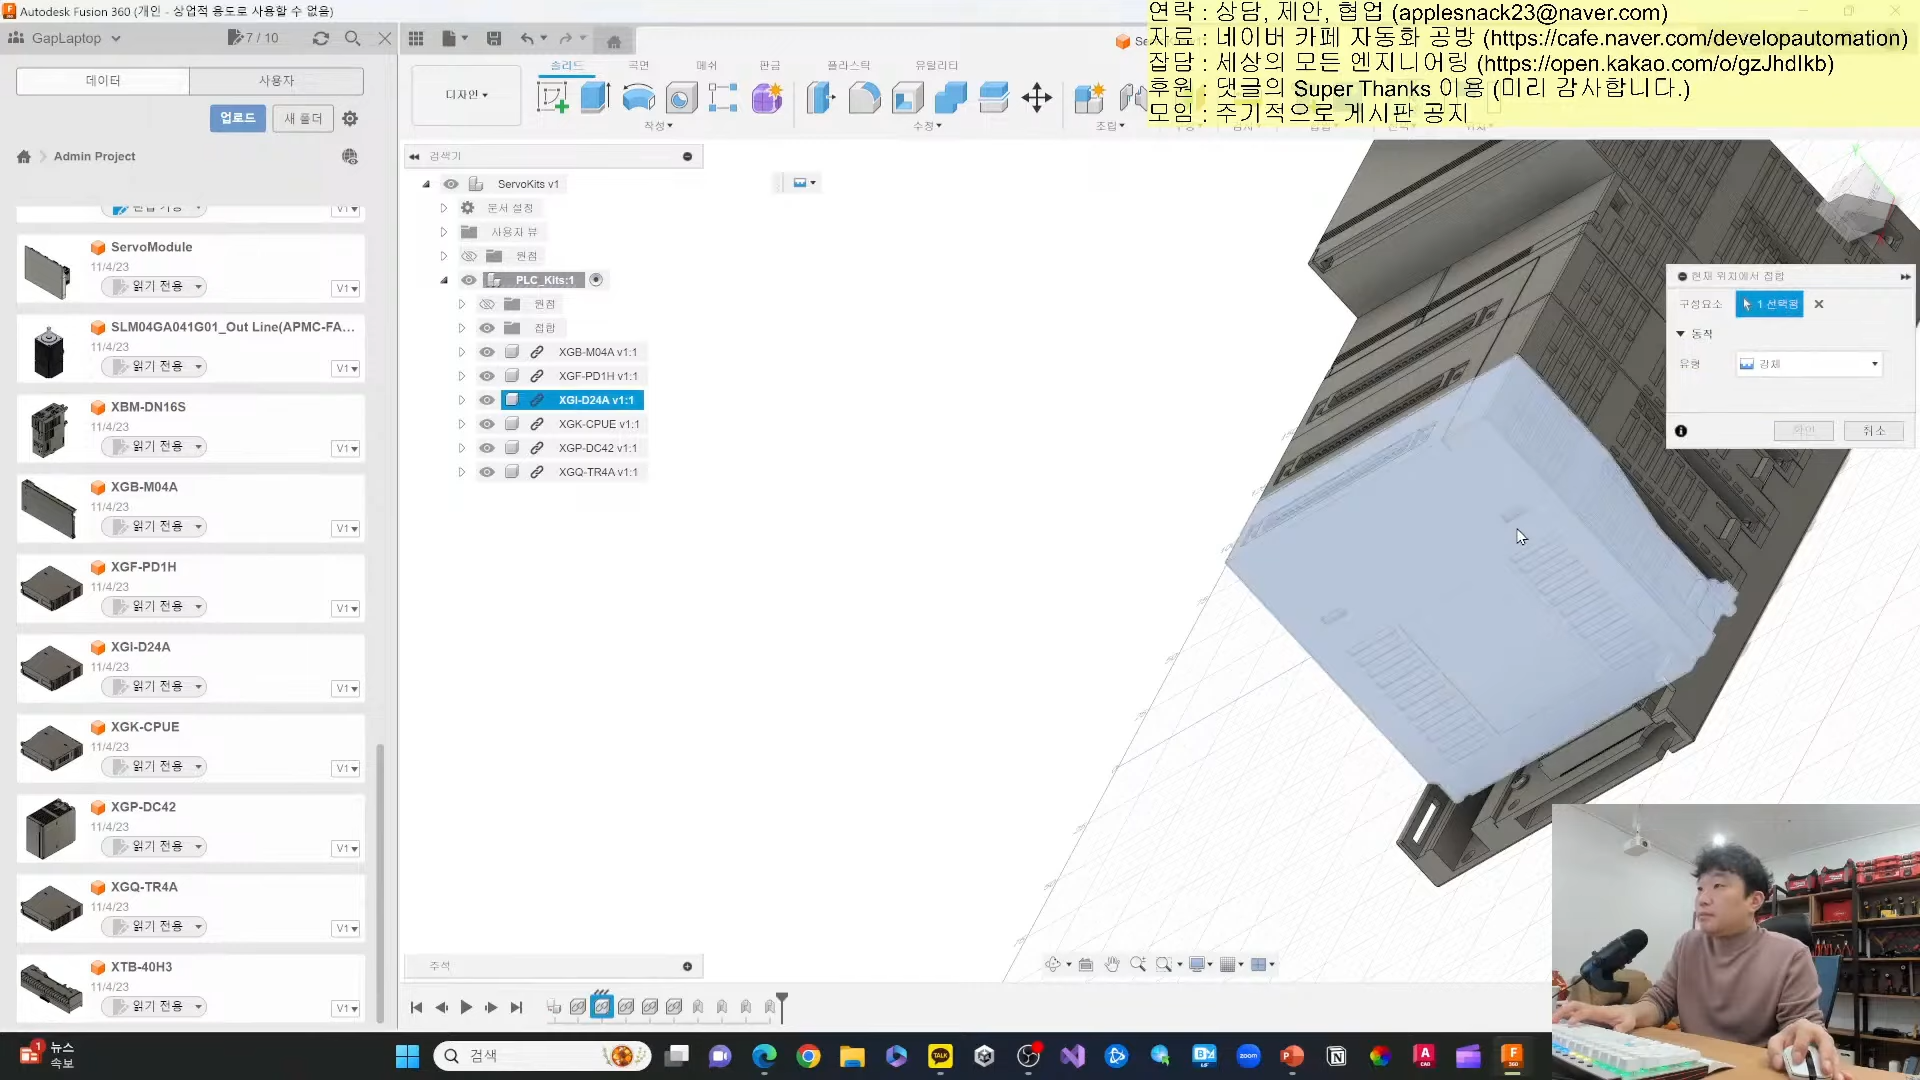 Autodesk Fusion 360 (개인 - 상업적 용도로 사용할 수 없음)
연락 : 상담, 제안, 협업 (applesnack23@naver.com)
자료 : 네이버 카페 자동화 공방 (https://cafe.naver.com/developautomation)
잡담 : 세상의 모든 엔지니어링 (https://open.kakao.com/o/gzJhdIkb)
후원 : 댓글의 Super Thanks 이용 (미리 감사합니다.)
모임 : 주기적으로 게시판 공지
GapLaptop
7 / 10
데이터
사용자
업로드
새 폴더
Admin Project
솔리드
곡면
메쉬
판금
플라스틱
유틸리티
디자인
작성
수정
조립
검색기
ServoKits v1
문서 설정
사용자 뷰
원점
PLC_Kits:1
원점
접합
XGB-M04A v1:1
XGF-PD1H v1:1
XGI-D24A v1:1
XGK-CPUE v1:1
XGP-DC42 v1:1
XGQ-TR4A v1:1
V1
ServoModule
11/4/23
읽기 전용
V1
SLM04GA041G01_Out Line(APMC-FA...
11/4/23
읽기 전용
V1
XBM-DN16S
11/4/23
읽기 전용
V1
XGB-M04A
11/4/23
읽기 전용
V1
XGF-PD1H
11/4/23
읽기 전용
V1
XGI-D24A
11/4/23
읽기 전용
V1
XGK-CPUE
11/4/23
읽기 전용
V1
XGP-DC42
11/4/23
읽기 전용
V1
XGQ-TR4A
11/4/23
읽기 전용
V1
XTB-40H3
11/4/23
읽기 전용
V1
현재 위치에서 접합
구성요소
1 선택됨
동작
유형
강체
확인
취소
주석
뉴스
속보
검색
TALK
zoom